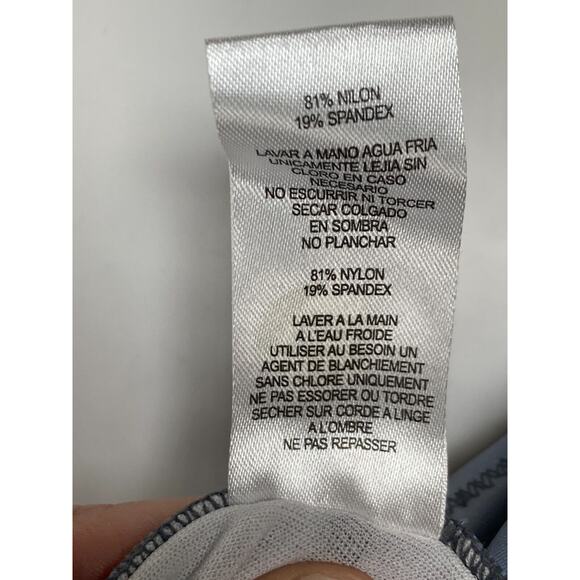 81% NILON
19% SPANDEX
LAVAR A MANO AGUA FRIA
UNICAMENTE LEJIA SIN
CLORO EN CASO
NECESARIO
NO ESCURRIR NI TORCER
SECAR COLGADO
EN SOMBRA
NO PLANCHAR
81% NYLON
19% SPANDEX
LAVER A LA MAIN
A L'EAU FROIDE
UTILISER AU BESOIN UN
AGENT DE BLANCHIEMENT
SANS CHLORE UNIQUEMENT
NE PAS ESSORER OU TORDRE
SECHER SUR CORDE A LINGE
A L'OMBRE
NE PAS REPASSER